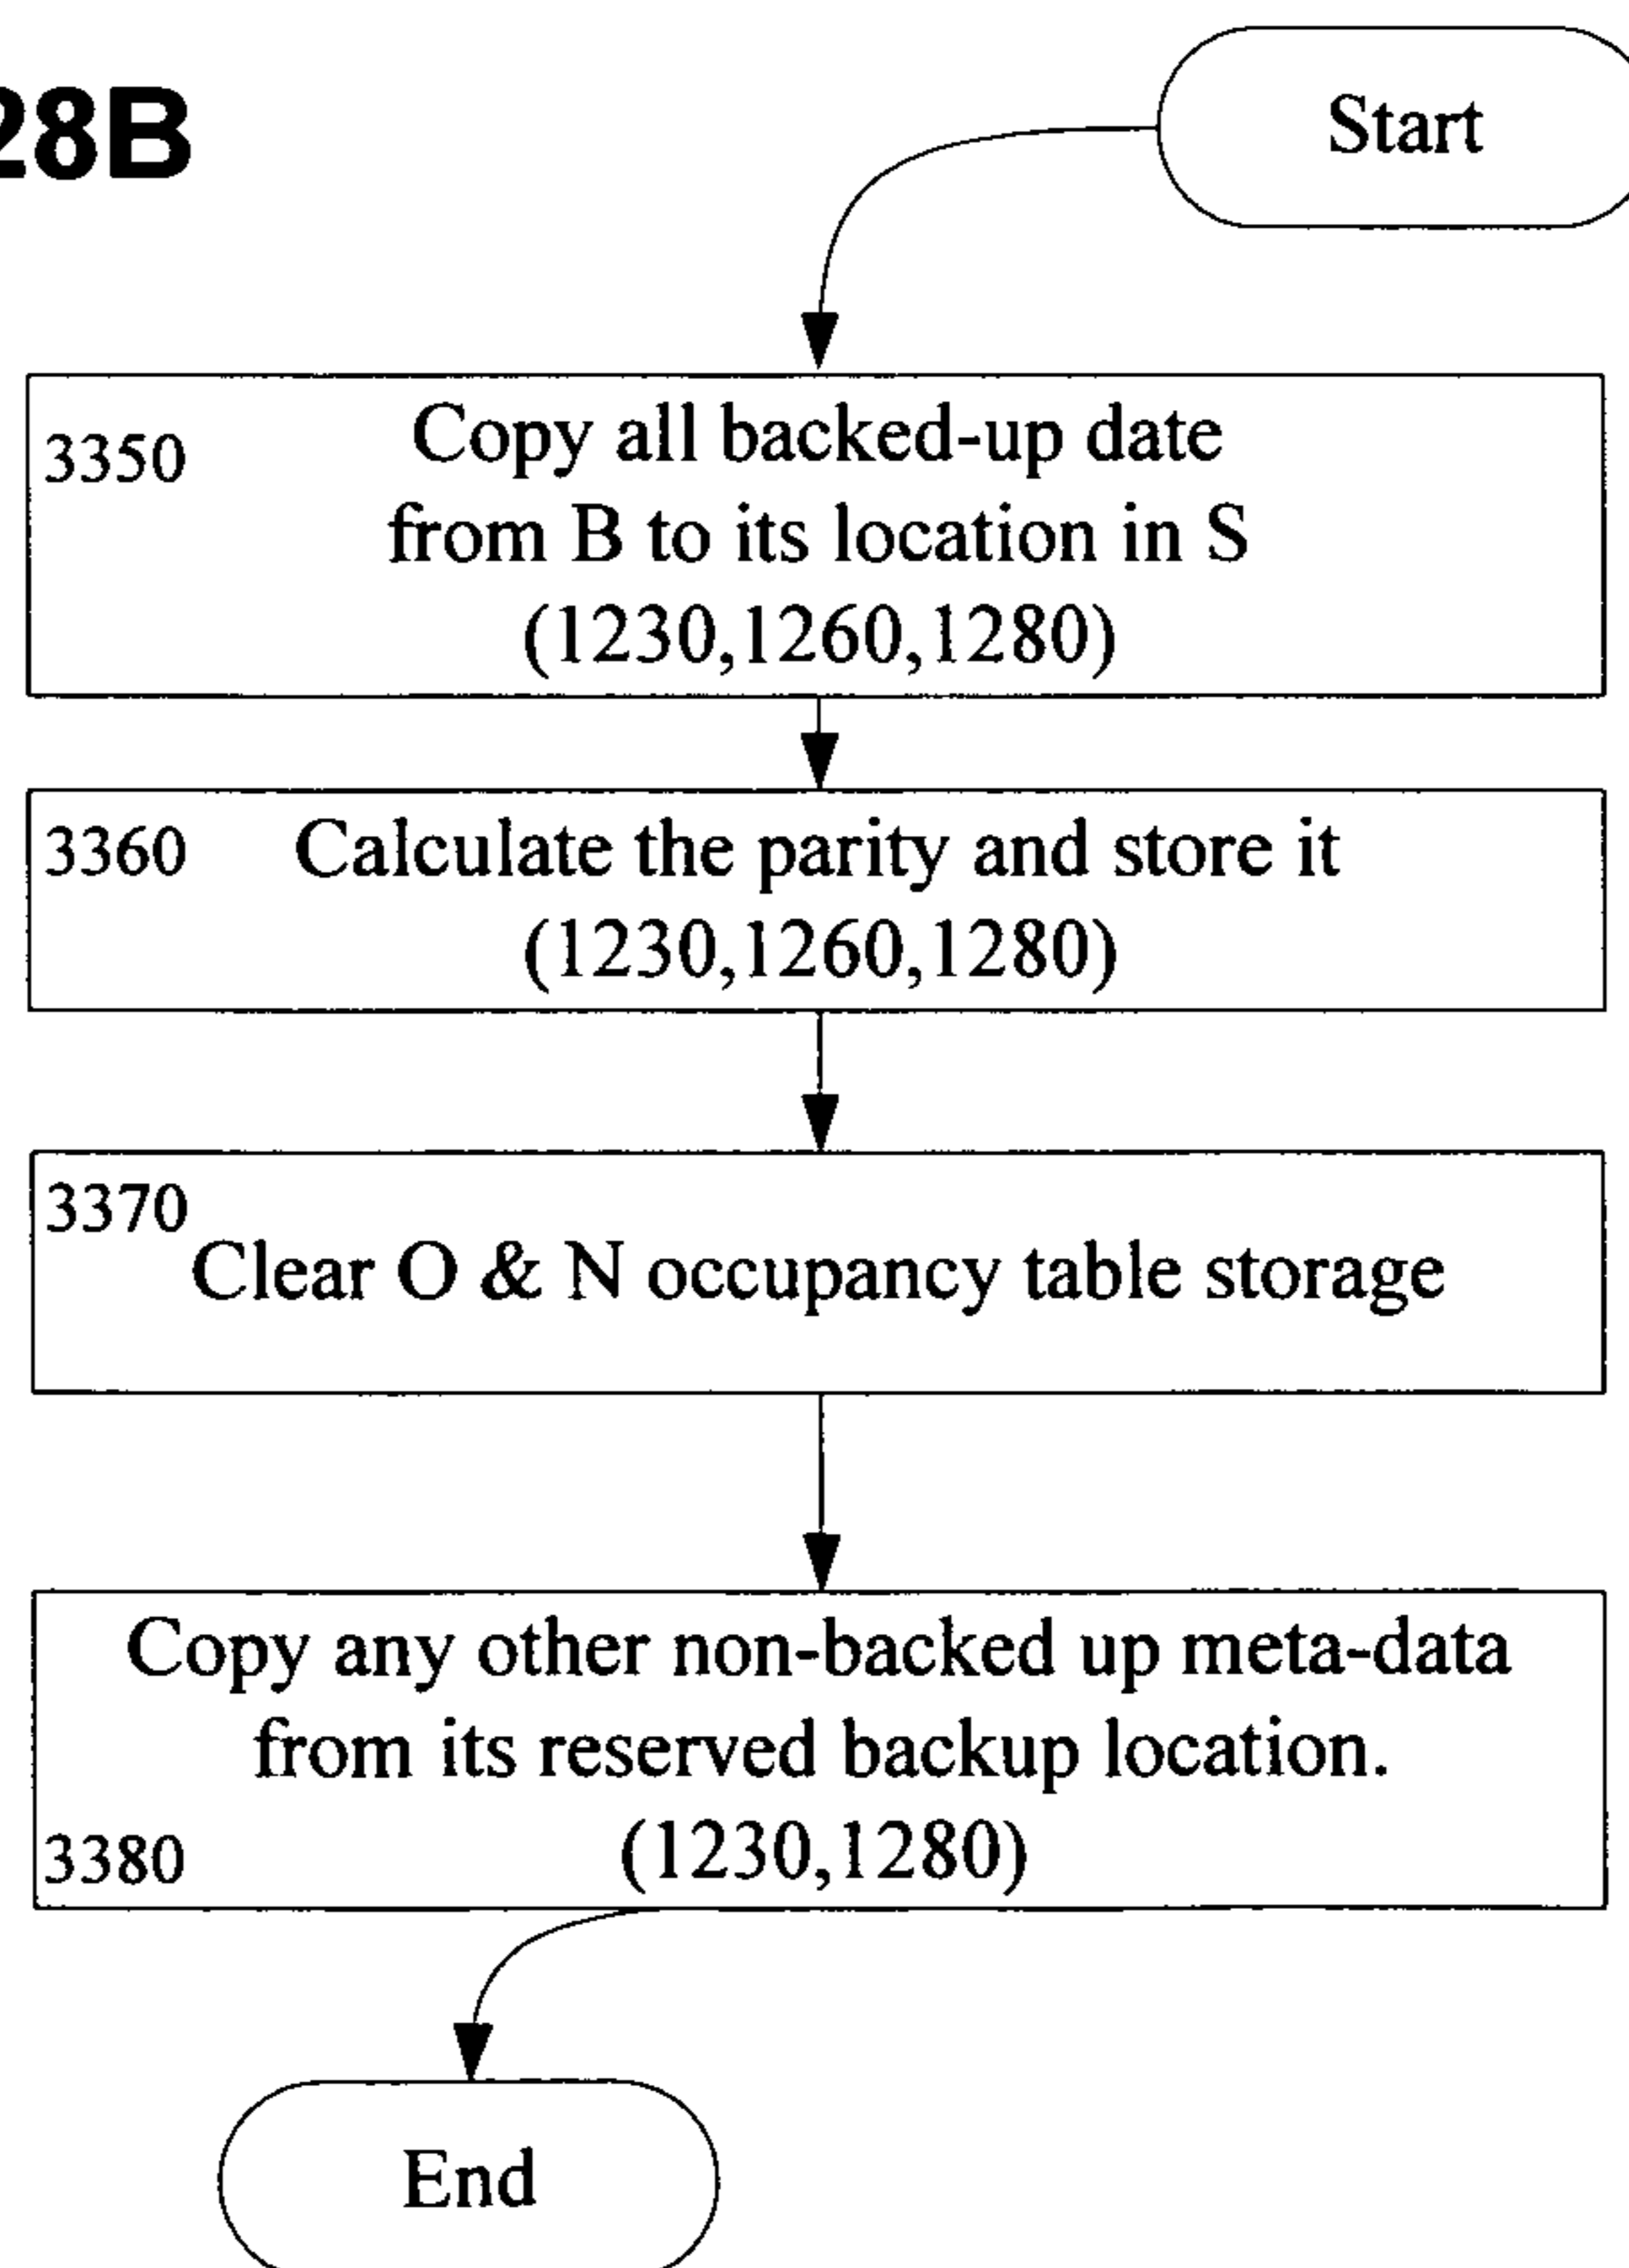 28B
Start
3350
Copy all backed-up date
from B to its location in S
(1230,1260,1280)
3360 Calculate the parity and store it
(1230,1260,1280)
3370
Clear O & N occupancy table storage
Copy any other non-backed up meta-data
from its reserved backup location.
3380 (1230,1280)
End